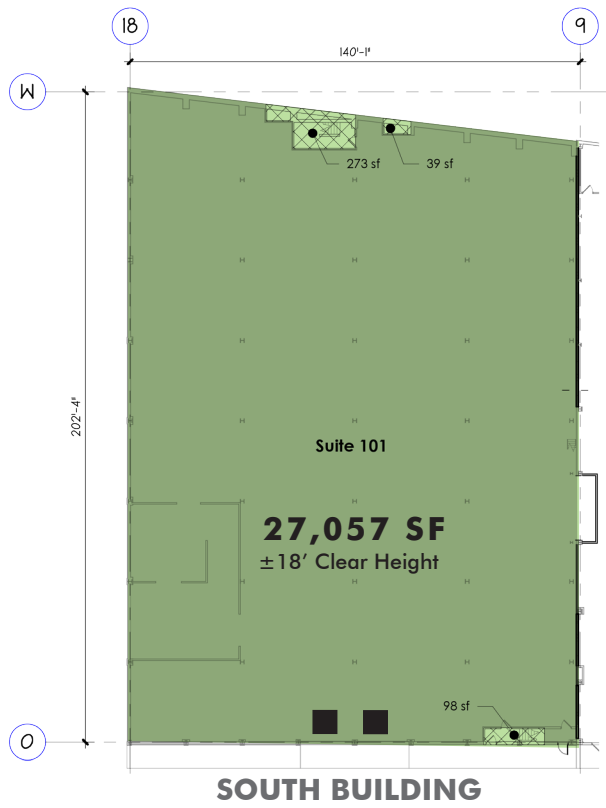 18
9
140'-1"
W
273 sf
39 sf
202'-4"
Suite 101
27,057 SF
±18' Clear Height
98 sf
O
SOUTH BUILDING